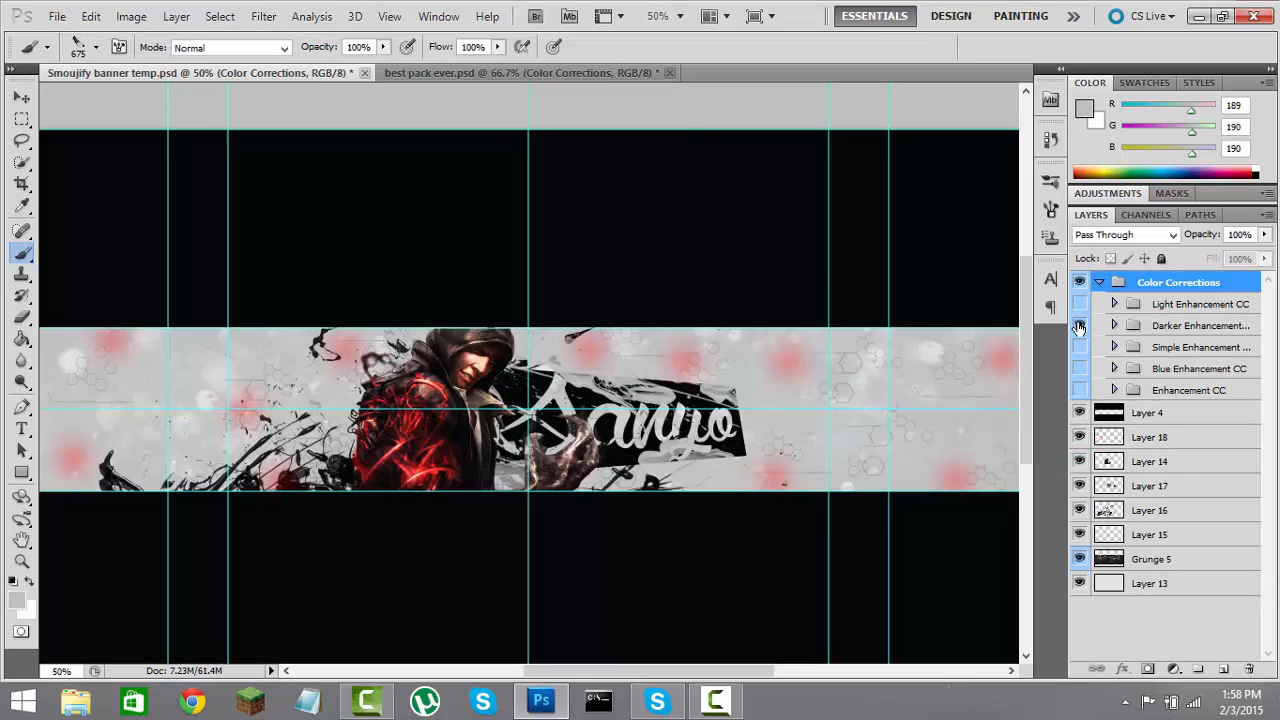 Ps File Edit Image Layer Select Filter Analysis 3D View Window Help Br Mb 50% ESSENTIALS DESIGN PAINTING CS Live
675 Mode: Normal Opacity: 100% Flow: 100%
Smoujify banner temp.psd @ 50% (Color Corrections, RGB/8) * best pack ever.psd @ 66.7% (Color Corrections, RGB/8) *
COLOR SWATCHES STYLES
Mb
R 189
G 190
B 190
ADJUSTMENTS MASKS
LAYERS CHANNELS PATHS
Pass Through Opacity: 100%
Lock: Fill: 100%
Color Corrections
Light Enhancement CC
Darker Enhancement...
Simple Enhancement ...
Blue Enhancement CC
Enhancement CC
Layer 4
Layer 18
Layer 14
Layer 17
Layer 16
Layer 15
Grunge 5
Layer 13
50% Doc: 7.23M/61.4M
Ps
1:58 PM
2/3/2015